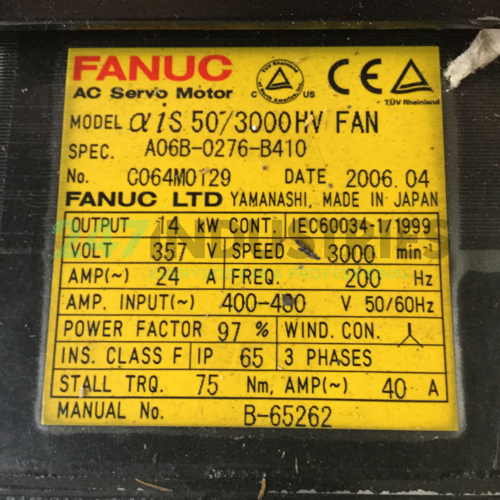 FANUC
AC Servo Motor
C US
TÜV Rheinland
MODEL αiS 50/3000HV FAN
SPEC. A06B-0276-B410
No. C064M0129 DATE 2006.04
FANUC LTD YAMANASHI, MADE IN JAPAN
OUTPUT 14 kW CONT. IEC60034-1/1999
VOLT 357 V SPEED 3000 min⁻¹
AMP(~) 24 A FREQ. 200 Hz
AMP. INPUT(~) 400-480 V 50/60Hz
POWER FACTOR 97 % WIND. CON.
INS. CLASS F IP 65 3 PHASES
STALL TRQ. 75 Nm, AMP(~) 40 A
MANUAL No. B-65262